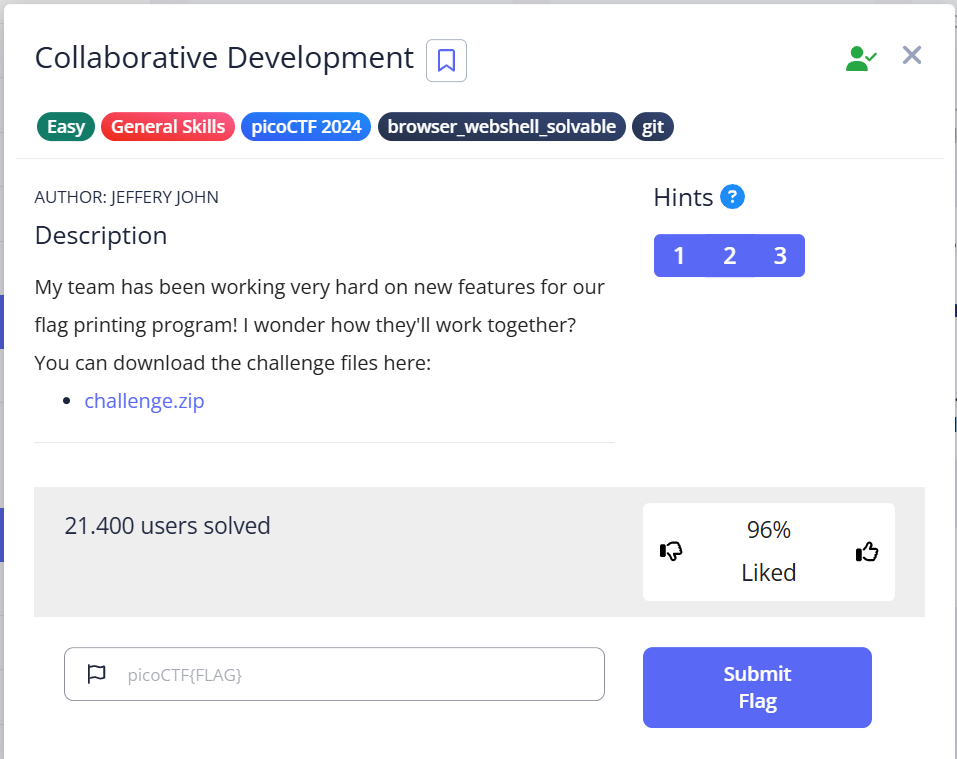 Collaborative Development
Easy General Skills picoCTF 2024 browser_webshell_solvable git
AUTHOR: JEFFERY JOHN
Description
My team has been working very hard on new features for our
flag printing program! I wonder how they'll work together?
You can download the challenge files here:
challenge.zip
Hints ?
1 2 3
21.400 users solved
96%
Liked
picoCTF{FLAG}
Submit
Flag